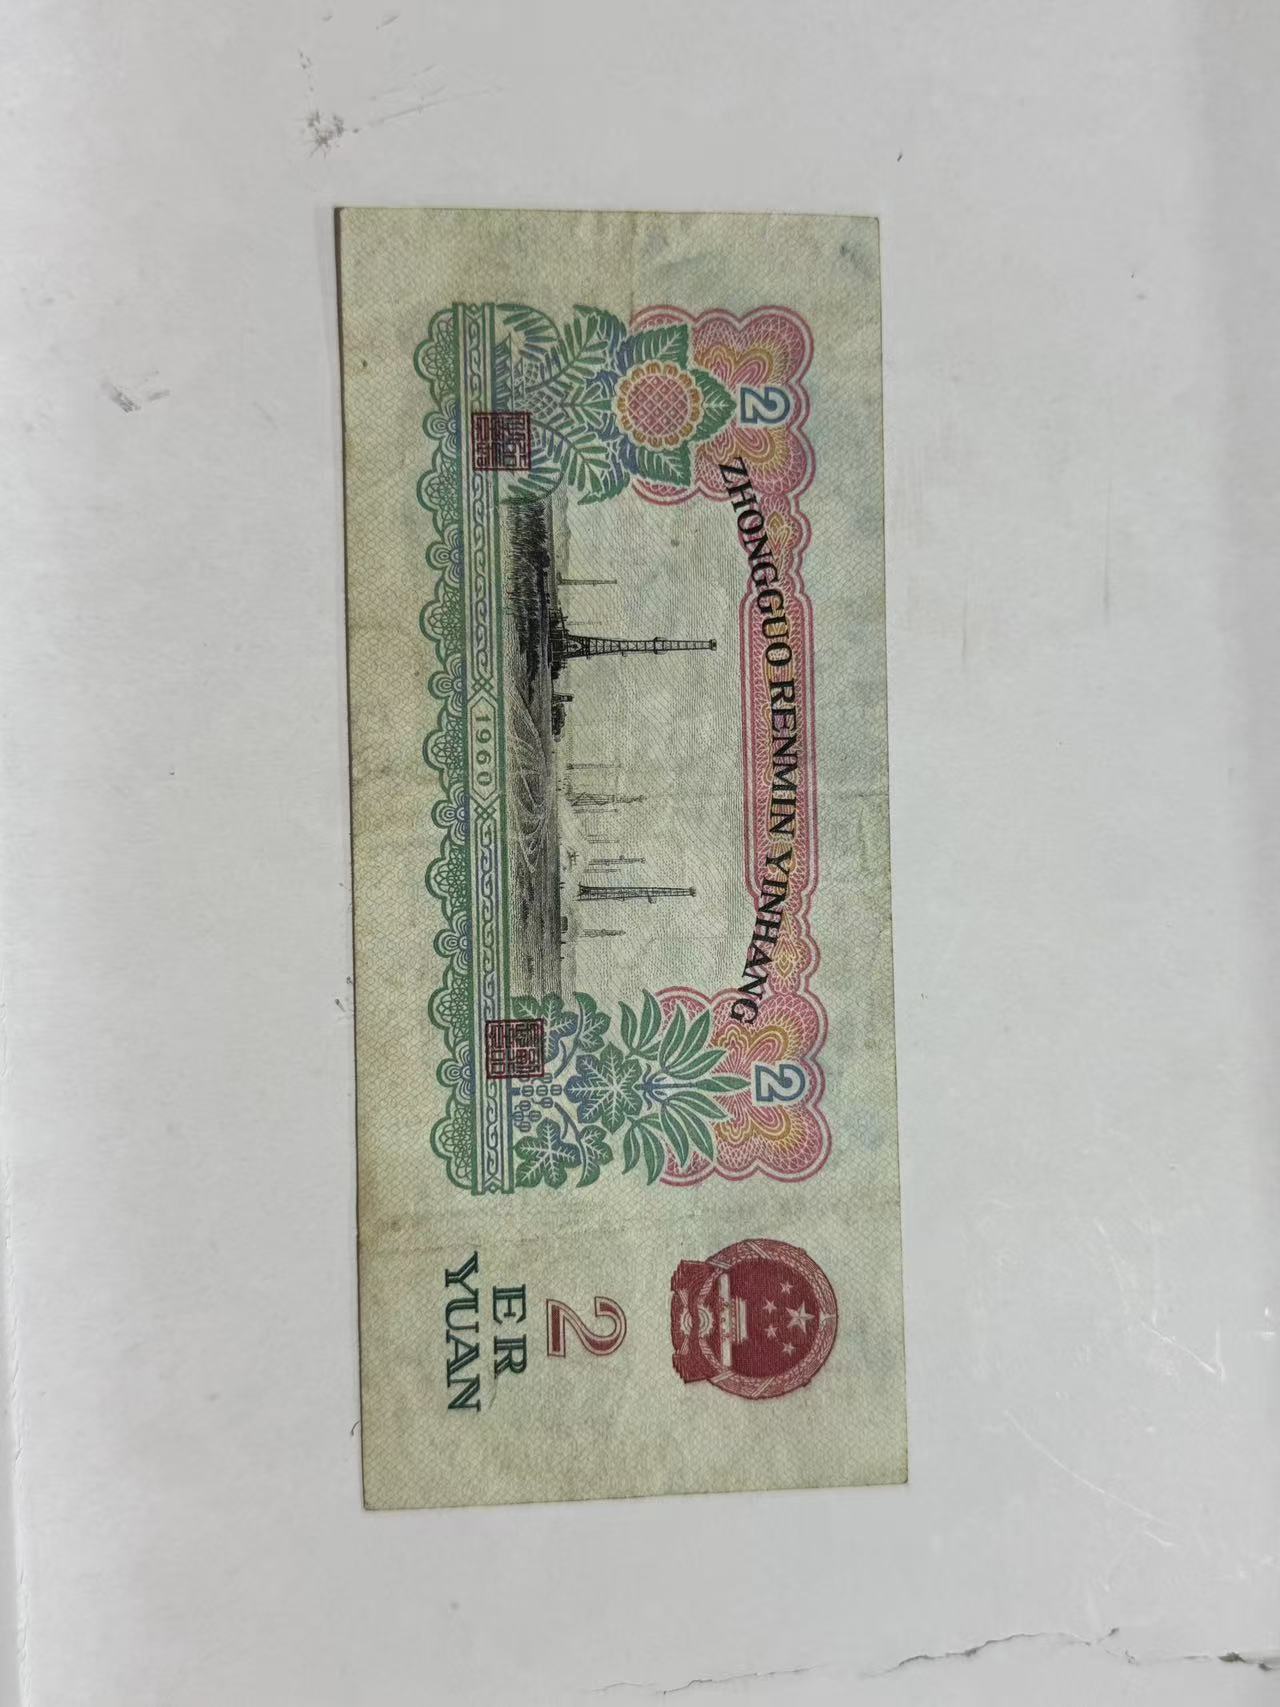 ZHONGGUO RENMIN YINHANG
2
2
2
ER
YUAN
1960